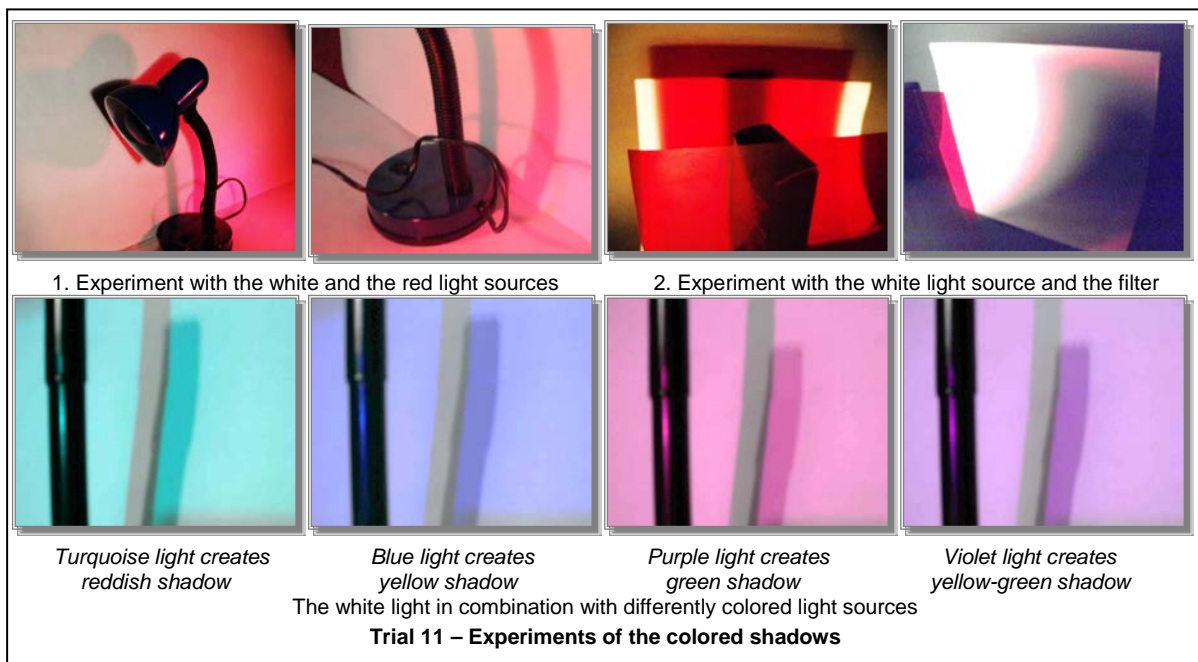 1. Experiment with the white and the red light sources
2. Experiment with the white light source and the filter
Turquoise light creates
reddish shadow
Blue light creates
yellow shadow
Purple light creates
green shadow
Violet light creates
yellow-green shadow
The white light in combination with differently colored light sources
Trial 11 – Experiments of the colored shadows